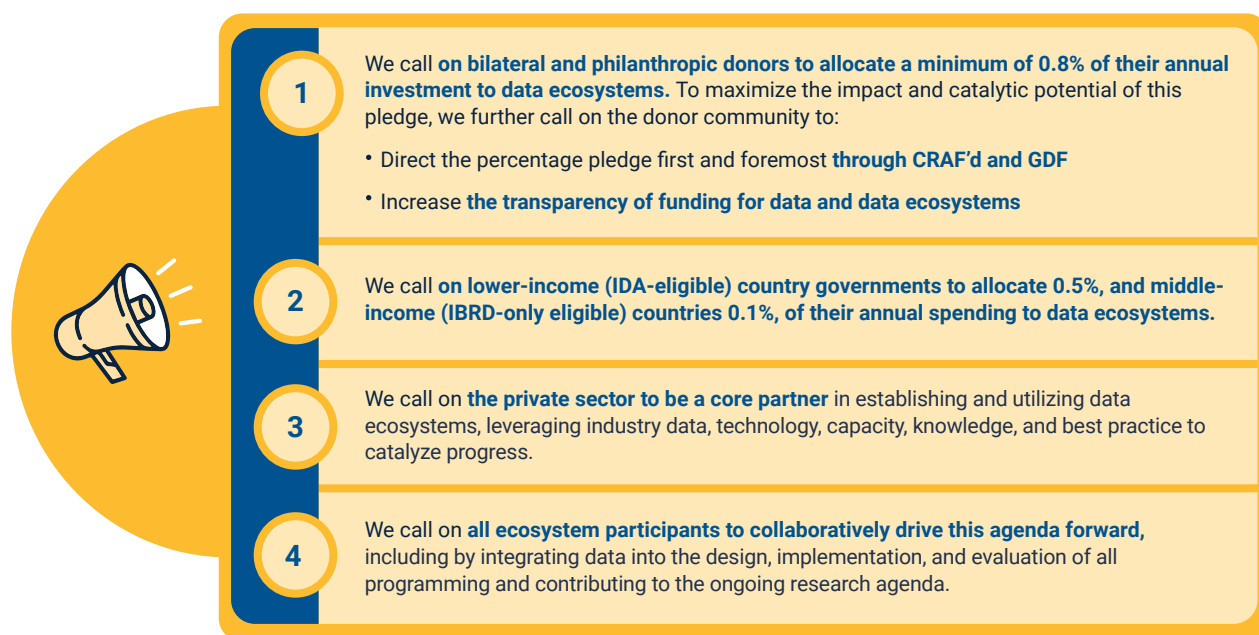 1
We call on bilateral and philanthropic donors to allocate a minimum of 0.8% of their annual
investment to data ecosystems. To maximize the impact and catalytic potential of this
pledge, we further call on the donor community to:
• Direct the percentage pledge first and foremost through CRAF’d and GDF
• Increase the transparency of funding for data and data ecosystems
2
We call on lower-income (IDA-eligible) country governments to allocate 0.5%, and middle-
income (IBRD-only eligible) countries 0.1%, of their annual spending to data ecosystems.
3
We call on the private sector to be a core partner in establishing and utilizing data
ecosystems, leveraging industry data, technology, capacity, knowledge, and best practice to
catalyze progress.
4
We call on all ecosystem participants to collaboratively drive this agenda forward,
including by integrating data into the design, implementation, and evaluation of all
programming and contributing to the ongoing research agenda.